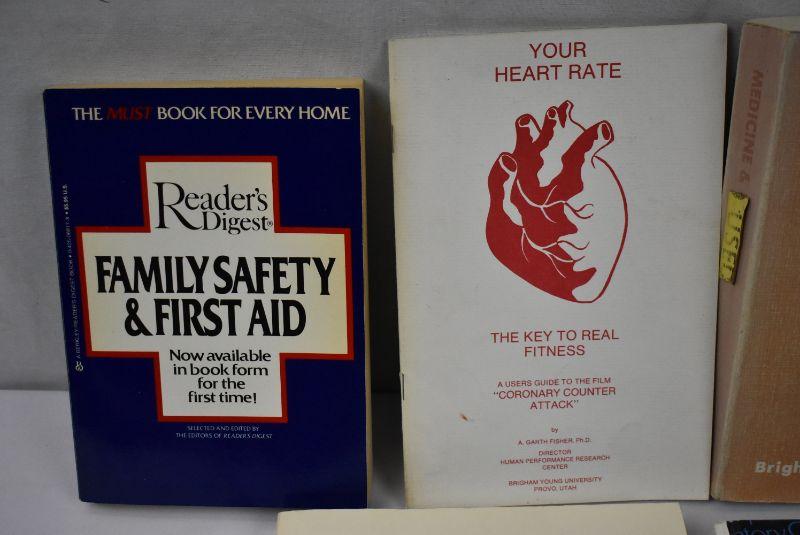 THE MUST BOOK FOR EVERY HOME
Reader's
Digest®
FAMILY SAFETY
& FIRST AID
Now available
in book form
for the
first time!
SELECTED AND EDITED BY
THE EDITORS OF READER'S DIGEST
YOUR
HEART RATE
THE KEY TO REAL
FITNESS
A USERS GUIDE TO THE FILM
"CORONARY COUNTER
ATTACK"
by
A. GARTH FISHER, Ph.D.
DIRECTOR
HUMAN PERFORMANCE RESEARCH
CENTER
BRIGHAM YOUNG UNIVERSITY
PROVO, UTAH
MEDICINE &
Brigh